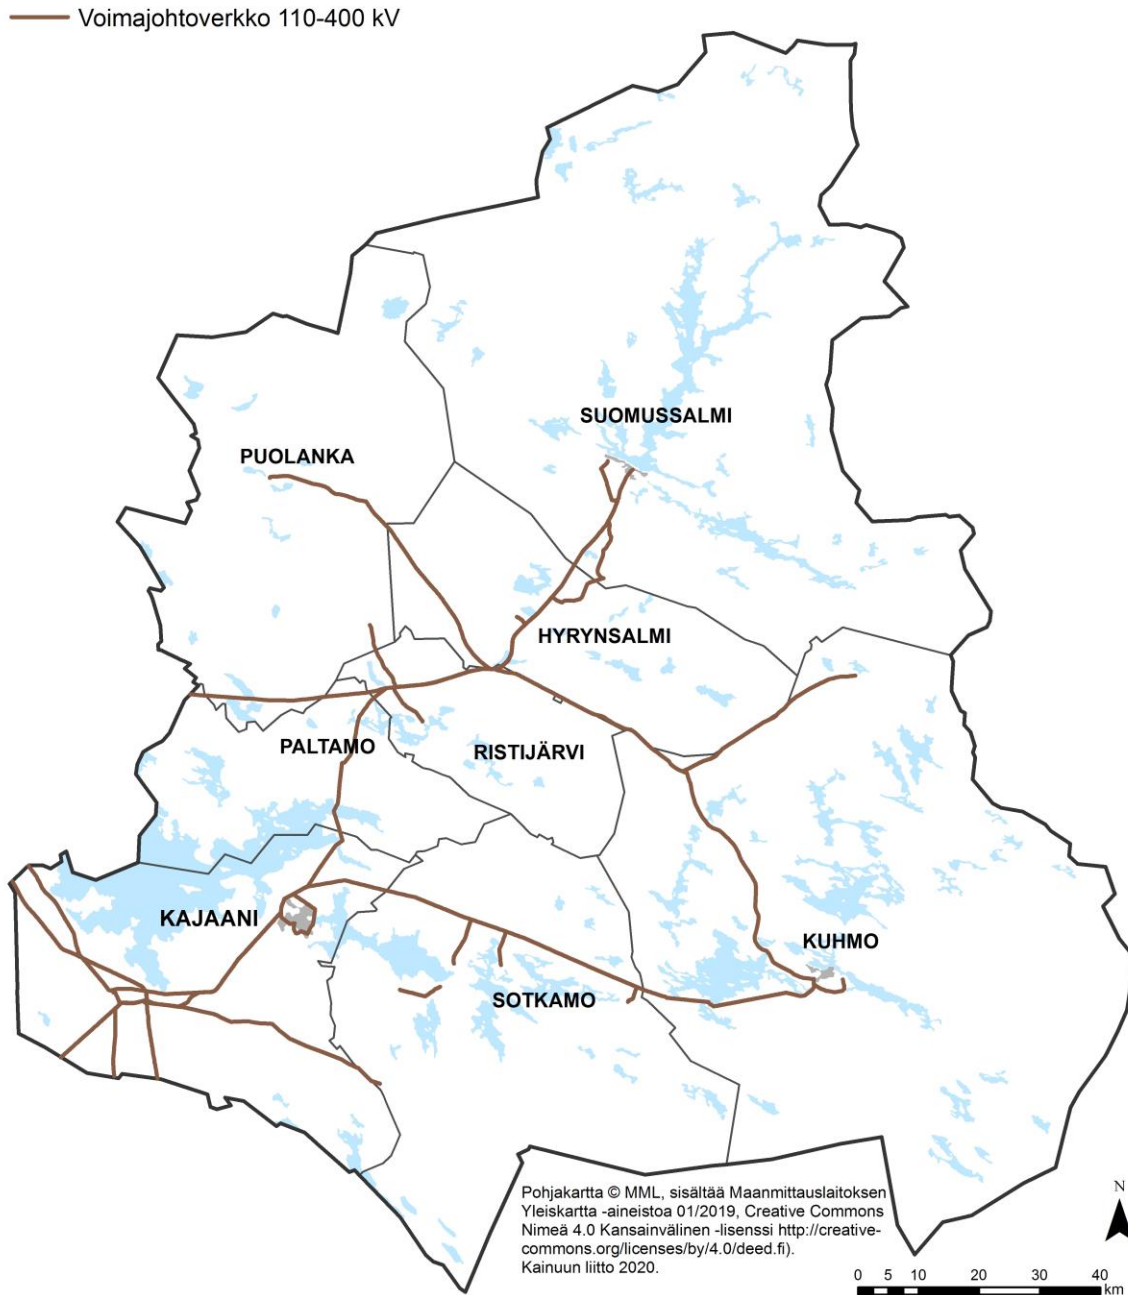 Voimajohtoverkko 110-400 kV
SUOMUSSALMI
PUOLANKA
HYRYNSALMI
PALTAMO
RISTIJÄRVI
KAJAANI
KUHMO
SOTKAMO
Pohjakartta © MML, sisältää Maanmittauslaitoksen
Yleiskartta -aineistoa 01/2019, Creative Commons
Nimeä 4.0 Kansainvälinen -lisenssi http://creative-
commons.org/licenses/by/4.0/deed.fi).
Kainuun liitto 2020.
N
0 5 10 20 30 40
km